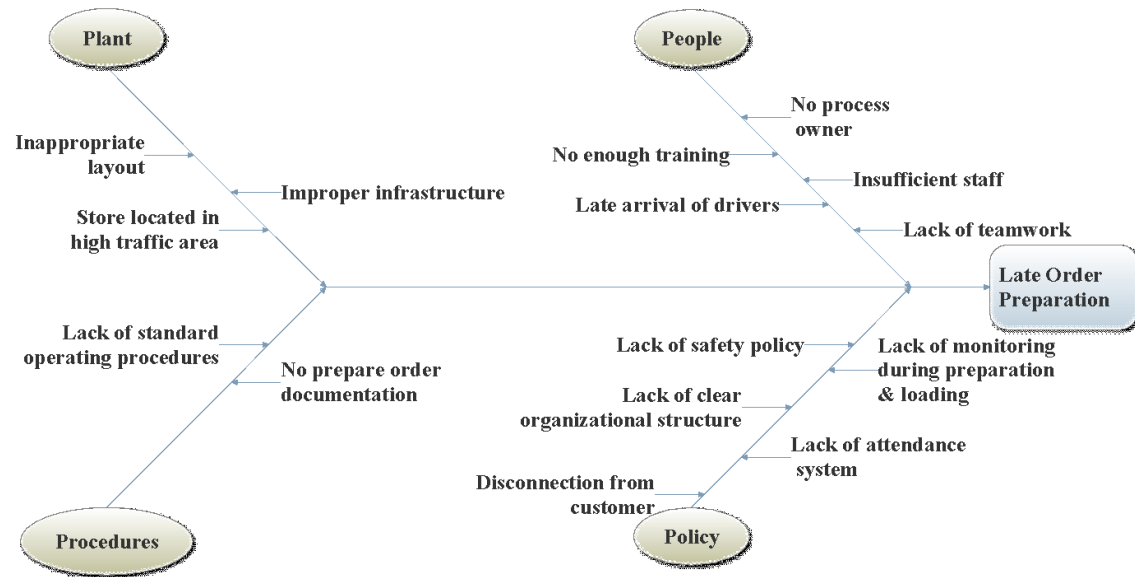 Plant
People
No process
owner
Inappropriate
layout
No enough training
Improper infrastructure
Insufficient staff
Store located in
high traffic area
Late arrival of drivers
Lack of teamwork
Late Order
Preparation
Lack of standard
operating procedures
No prepare order
documentation
Lack of safety policy
Lack of monitoring
during preparation
& loading
Lack of clear
organizational structure
Lack of attendance
system
Disconnection from
customer
Procedures
Policy